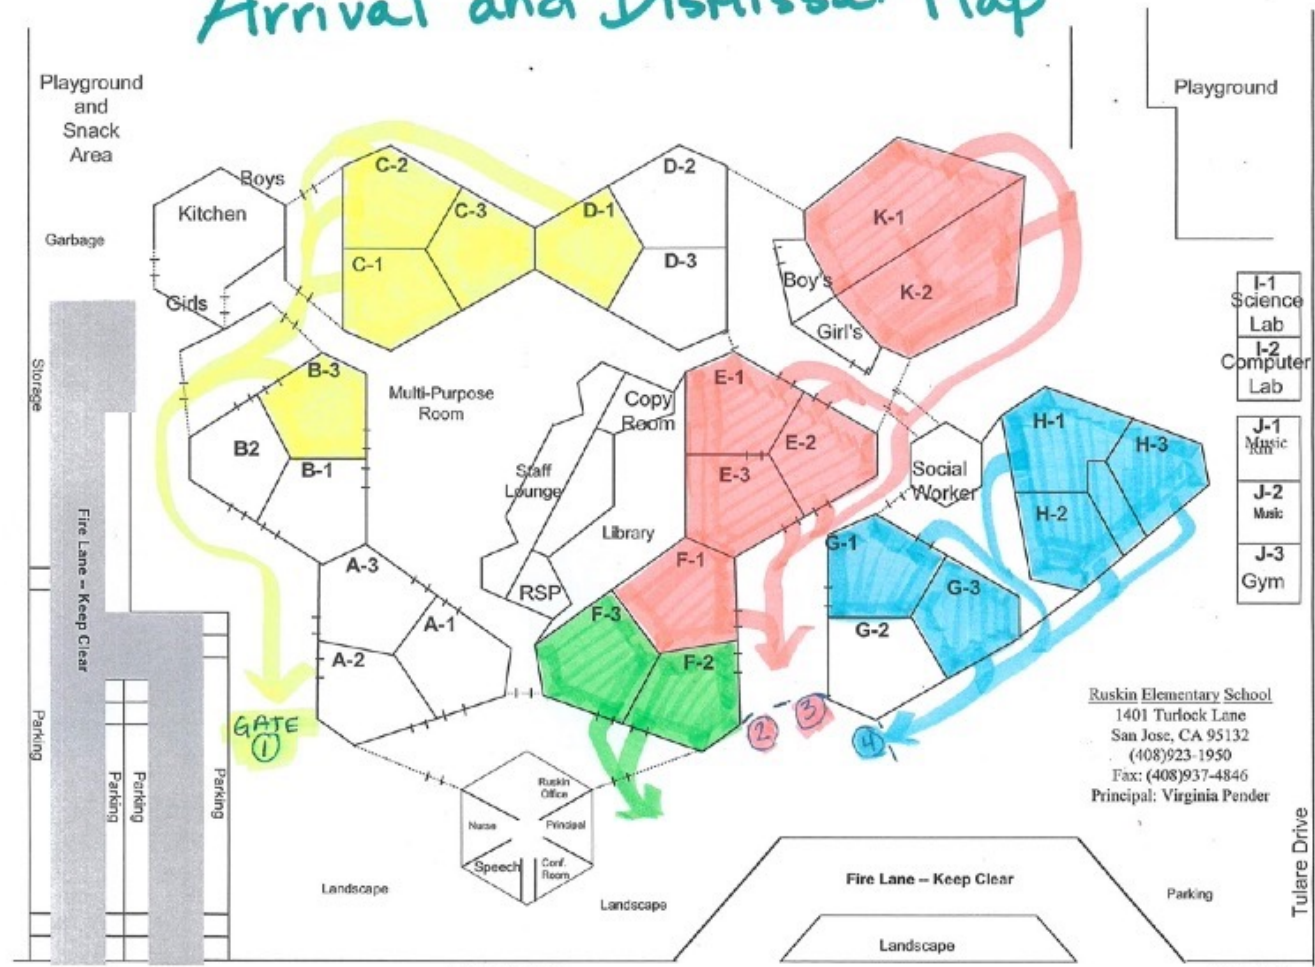 Arrival and Dismissal Map
Playground
and
Snack
Area
Playground
Boys
Kitchen
Garbage
Girls
C-2
C-3
C-1
D-2
D-1
D-3
K-1
K-2
Boy's
Girl's
I-1
Science
Lab
I-2
Computer
Lab
J-1
Music
Rm
J-2
Music
J-3
Gym
Storage
B-3
B2
B-1
Multi-Purpose
Room
Copy
Room
Staff
Lounge
Library
RSP
E-1
E-2
E-3
Social
Worker
H-1
H-3
H-2
G-1
G-3
G-2
F-1
F-3
F-2
A-3
A-1
A-2
Fire Lane -- Keep Clear
Parking
Parking
Parking
Parking
GATE
1
2
3
4
Ruskin Elementary School
1401 Turlock Lane
San Jose, CA 95132
(408)923-1950
Fax: (408)937-4846
Principal: Virginia Pender
Ruskin
Office
Nurse
Principal
Speech
Conf.
Room
Landscape
Landscape
Fire Lane -- Keep Clear
Landscape
Parking
Tulare Drive